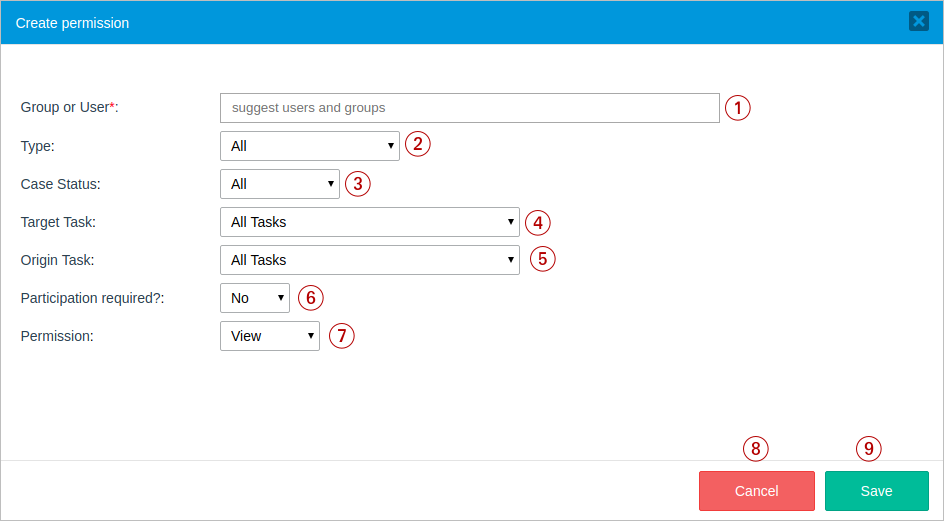 Create permission
Group or User*: suggest users and groups 1
Type: All 2
Case Status: All 3
Target Task: All Tasks 4
Origin Task: All Tasks 5
Participation required?: No 6
Permission: View 7
8 9
Cancel Save